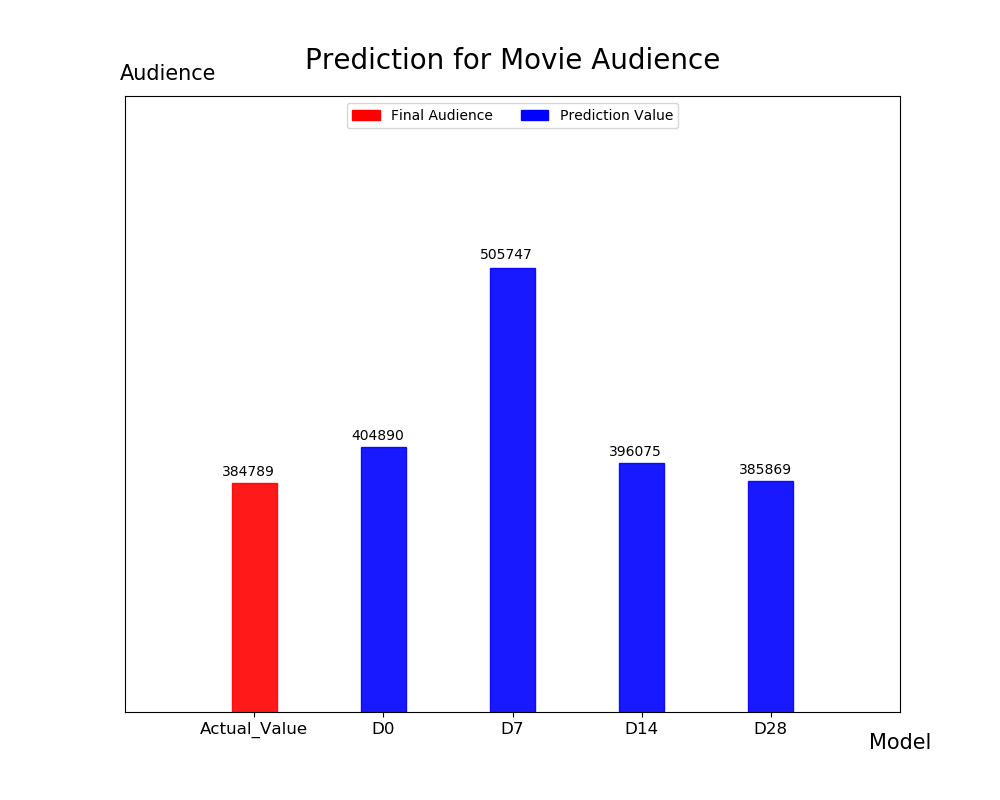 Prediction for Movie Audience
Audience
Final Audience
Prediction Value
505747
404890
396075
384789
385869
Actual_Value
D0
D7
D14
D28
Model